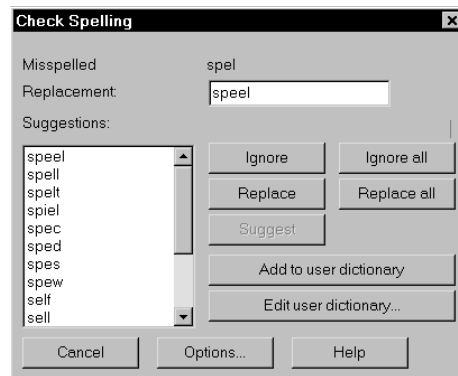 Check Spelling
Misspelled spel
Replacement: speel
Suggestions:
speel
spell
spelt
spiel
spec
sped
spes
spew
self
sell
Ignore Ignore all
Replace Replace all
Suggest
Add to user dictionary
Edit user dictionary...
Cancel Options... Help